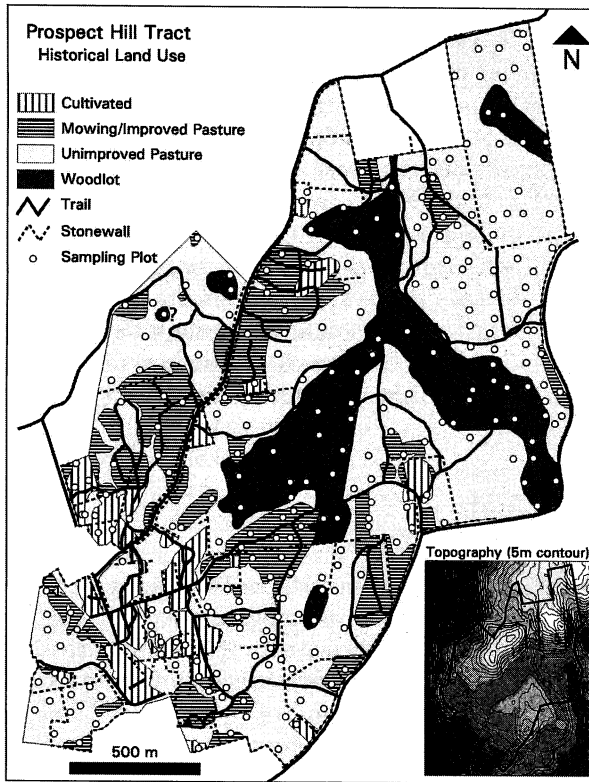 Prospect Hill Tract
Historical Land Use
N
Cultivated
Mowing/Improved Pasture
Unimproved Pasture
Woodlot
Trail
Stonewall
Sampling Plot
?
Topography (5m contour)
500 m